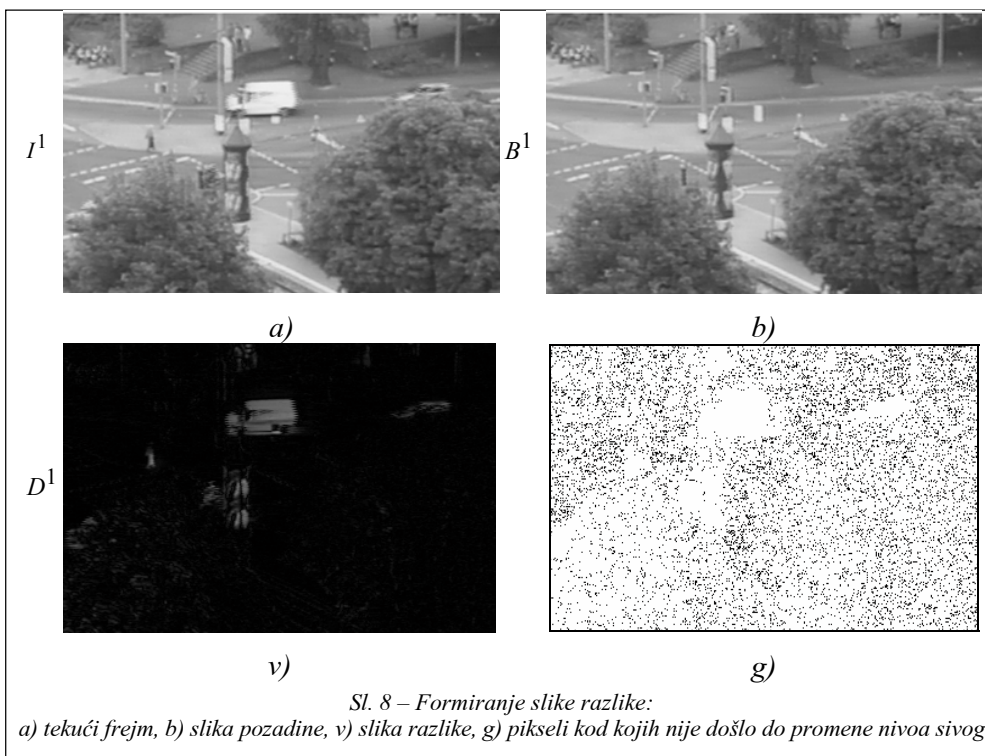 I¹
B¹
a)
b)
D¹
v)
g)
Sl. 8 – Formiranje slike razlike:
a) tekući frejm, b) slika pozadine, v) slika razlike, g) pikseli kod kojih nije došlo do promene nivoa sivog